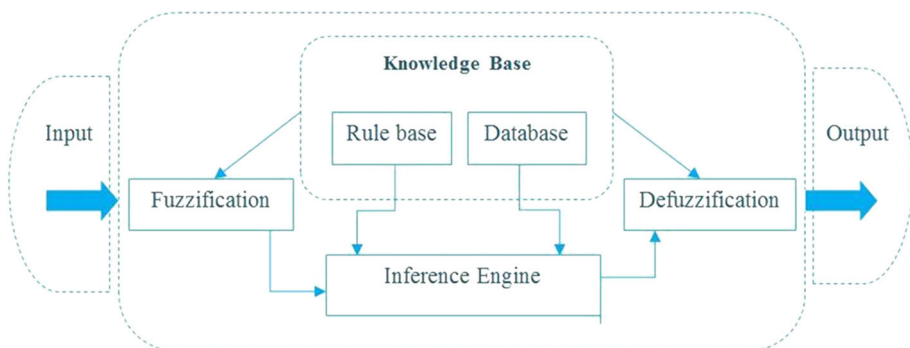 Knowledge Base
Input
Rule base
Database
Output
Fuzzification
Defuzzification
Inference Engine